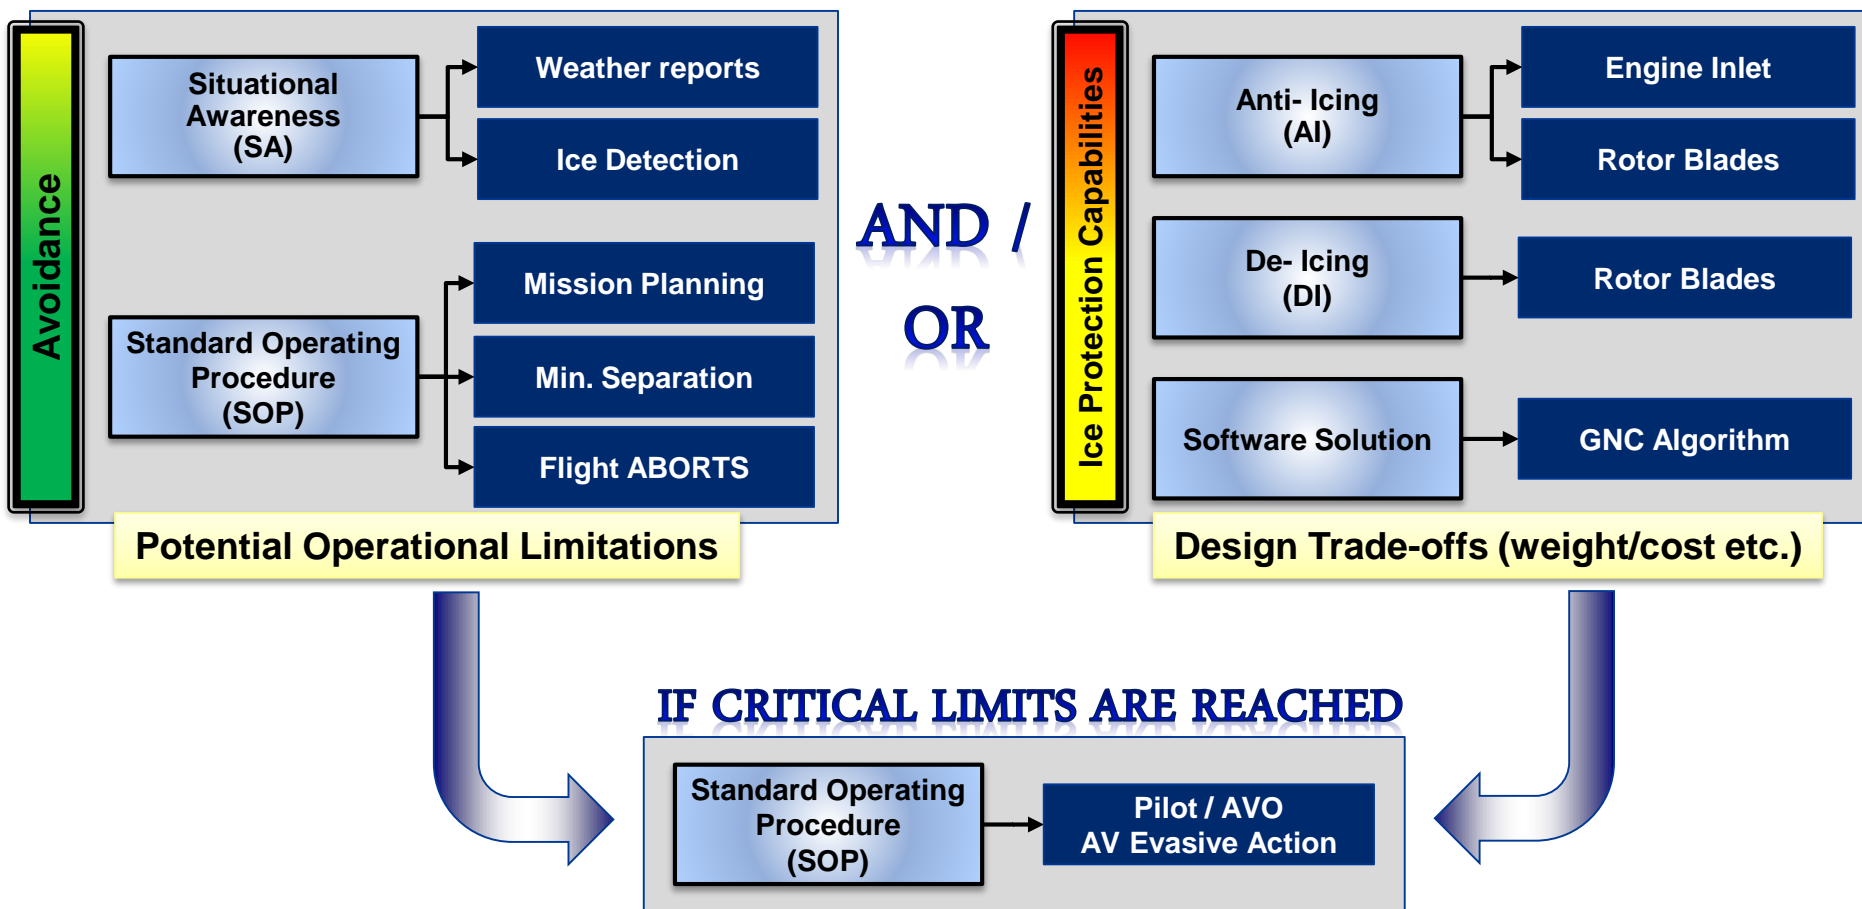 Avoidance
Situational
Awareness
(SA)
Weather reports
Ice Detection
Standard Operating
Procedure
(SOP)
Mission Planning
Min. Separation
Flight ABORTS
Potential Operational Limitations
AND /
OR
Ice Protection Capabilities
Anti- Icing
(AI)
Engine Inlet
Rotor Blades
De- Icing
(DI)
Rotor Blades
Software Solution
GNC Algorithm
Design Trade-offs (weight/cost etc.)
IF CRITICAL LIMITS ARE REACHED
Standard Operating
Procedure
(SOP)
Pilot / AVO
AV Evasive Action